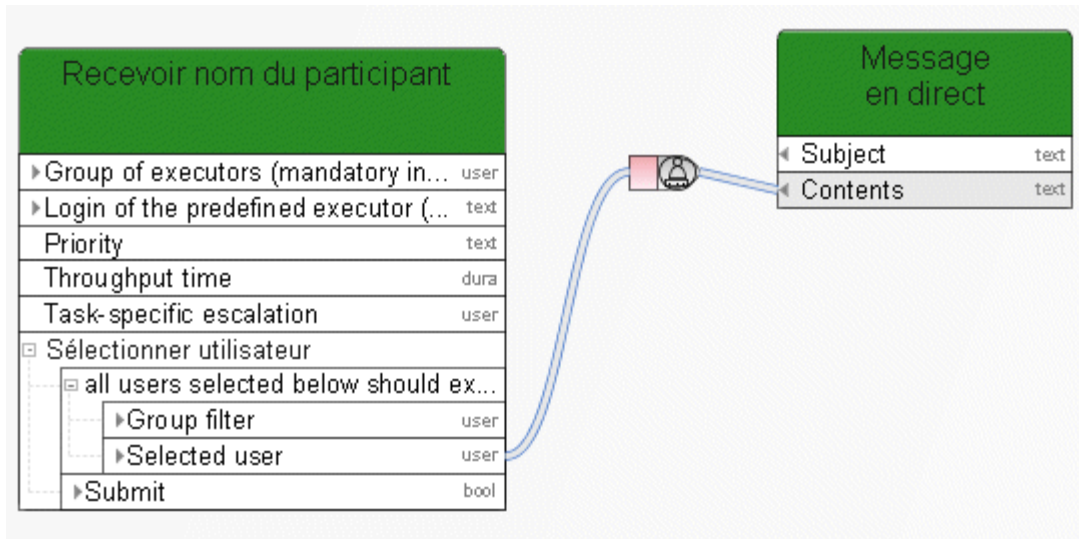 Recevoir nom du participant
Group of executors (mandatory in... user
Login of the predefined executor (... text
Priority text
Throughput time dura
Task-specific escalation user
Sélectionner utilisateur
all users selected below should ex...
Group filter user
Selected user user
Submit bool
Message
en direct
Subject text
Contents text